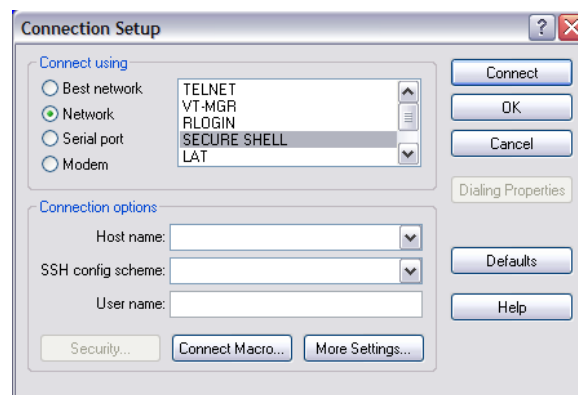 Connection Setup
Connect using
Best network
Network
Serial port
Modem
TELNET
VT-MGR
RLOGIN
SECURE SHELL
LAT
Connection options
Host name:
SSH config scheme:
User name:
Security...
Connect Macro...
More Settings...
Connect
OK
Cancel
Dialing Properties
Defaults
Help